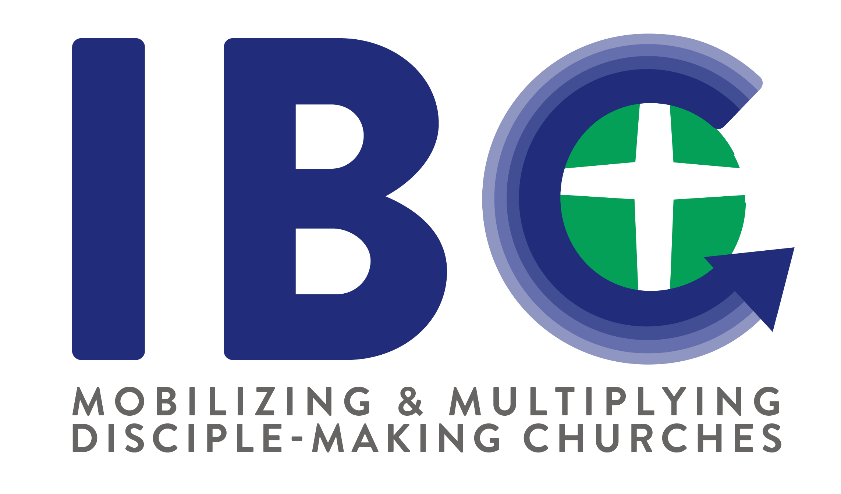 IBC
MOBILIZING & MULTIPLYING
DISCIPLE-MAKING CHURCHES